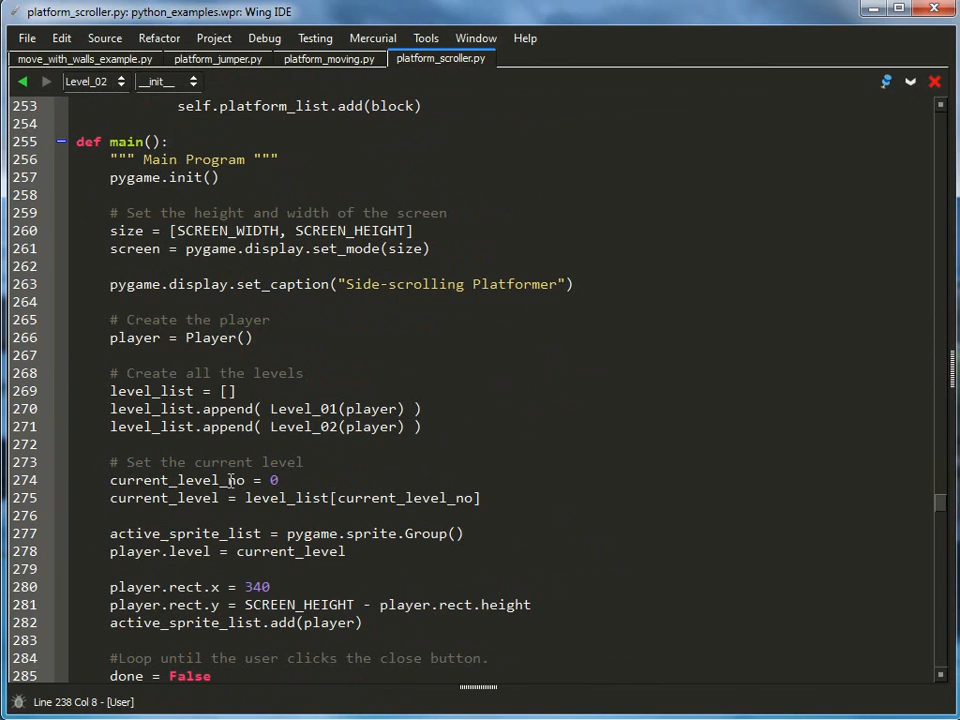 platform_scroller.py: python_examples.wpr: Wing IDE
File Edit Source Refactor Project Debug Testing Mercurial Tools Window Help
move_with_walls_example.py platform_jumper.py platform_moving.py platform_scroller.py
Level_02 __init__
253 self.platform_list.add(block)
254
255 def main():
256 """ Main Program """
257 pygame.init()
258
259 # Set the height and width of the screen
260 size = [SCREEN_WIDTH, SCREEN_HEIGHT]
261 screen = pygame.display.set_mode(size)
262
263 pygame.display.set_caption("Side-scrolling Platformer")
264
265 # Create the player
266 player = Player()
267
268 # Create all the levels
269 level_list = []
270 level_list.append( Level_01(player) )
271 level_list.append( Level_02(player) )
272
273 # Set the current level
274 current_level_no = 0
275 current_level = level_list[current_level_no]
276
277 active_sprite_list = pygame.sprite.Group()
278 player.level = current_level
279
280 player.rect.x = 340
281 player.rect.y = SCREEN_HEIGHT - player.rect.height
282 active_sprite_list.add(player)
283
284 #Loop until the user clicks the close button.
285 done = False
Line 238 Col 8 - [User]